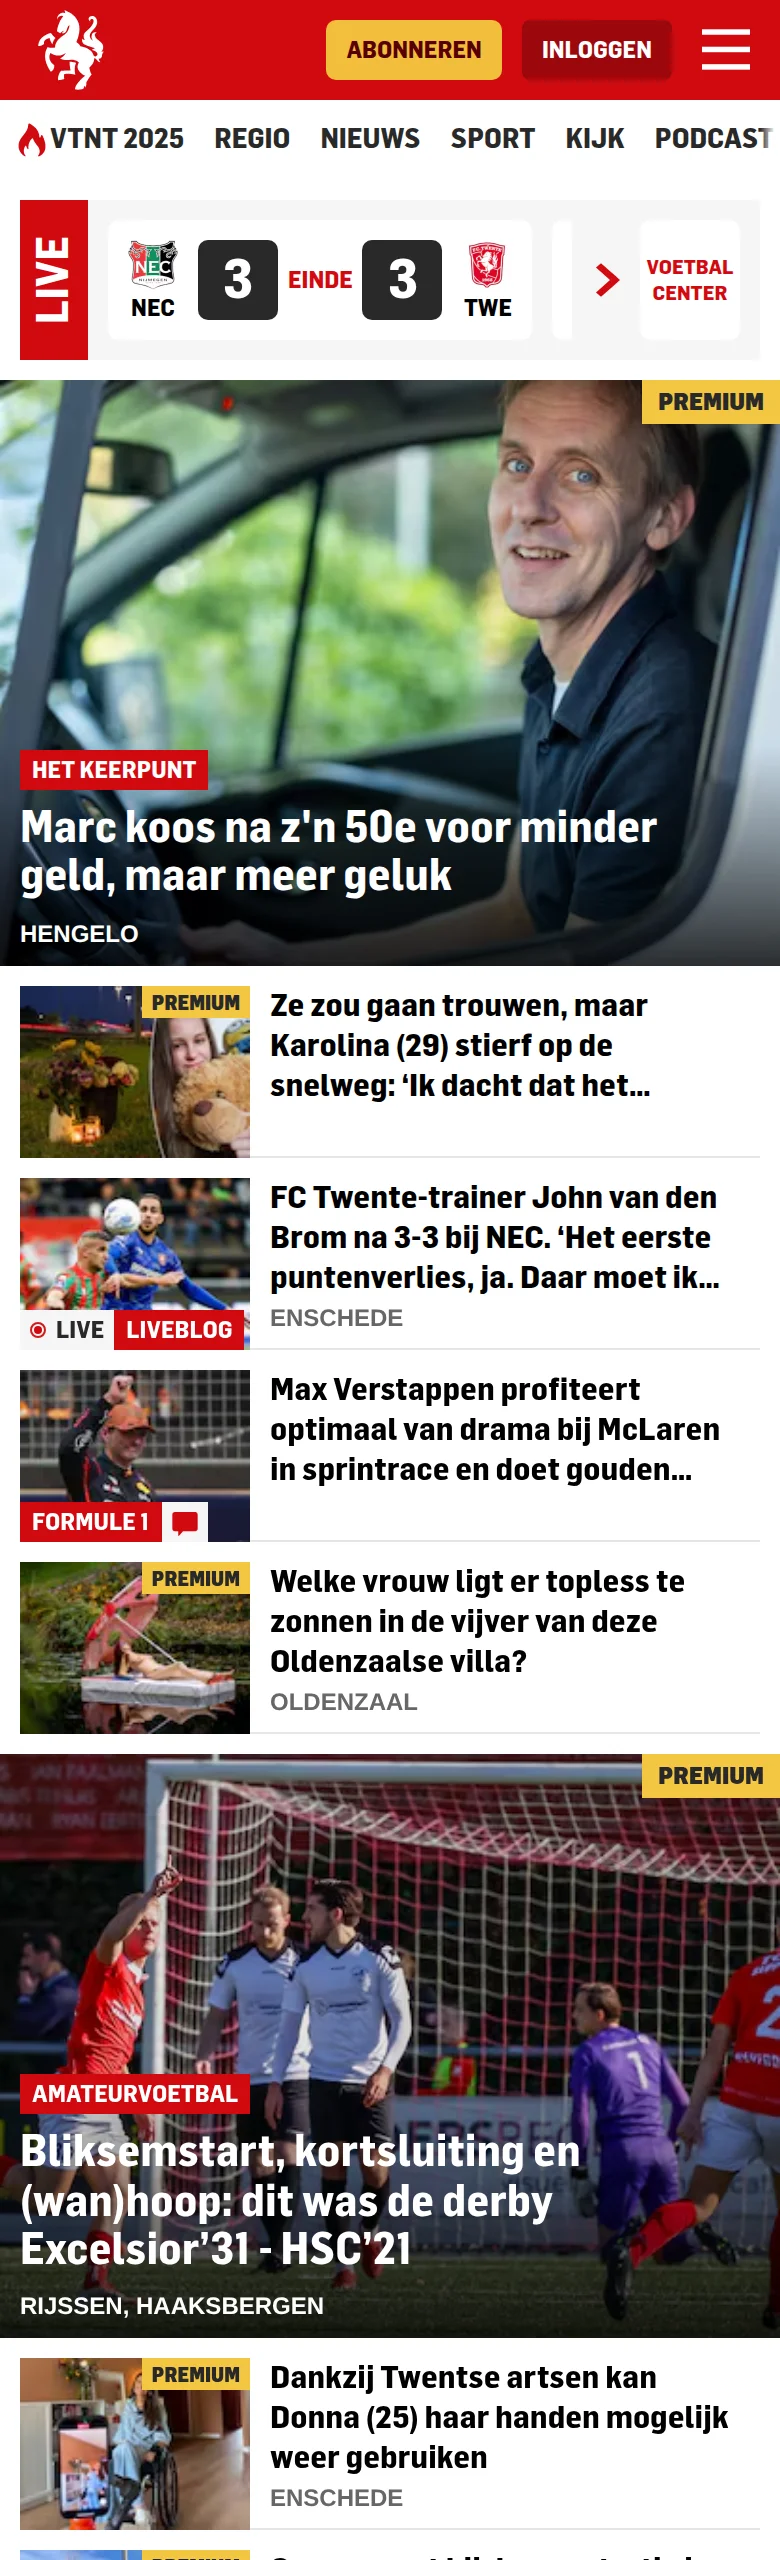 ABONNEREN
INLOGGEN
VTNT 2025 REGIO NIEUWS SPORT KIJK PODCAST
LIVE
NEC
3
EINDE
3
TWE
VOETBAL
CENTER
PREMIUM
HET KEERPUNT
Marc koos na z'n 50e voor minder
geld, maar meer geluk
HENGELO
PREMIUM
Ze zou gaan trouwen, maar
Karolina (29) stierf op de
snelweg: ‘Ik dacht dat het...
FC Twente-trainer John van den
Brom na 3-3 bij NEC. ‘Het eerste
puntenverlies, ja. Daar moet ik...
LIVE LIVEBLOG
ENSCHEDE
Max Verstappen profiteert
optimaal van drama bij McLaren
in sprintrace en doet gouden...
FORMULE 1
PREMIUM
Welke vrouw ligt er topless te
zonnen in de vijver van deze
Oldenzaalse villa?
OLDENZAAL
PREMIUM
AMATEURVOETBAL
Bliksemstart, kortsluiting en
(wan)hoop: dit was de derby
Excelsior’31 - HSC’21
RIJSSEN, HAAKSBERGEN
PREMIUM
Dankzij Twentse artsen kan
Donna (25) haar handen mogelijk
weer gebruiken
ENSCHEDE